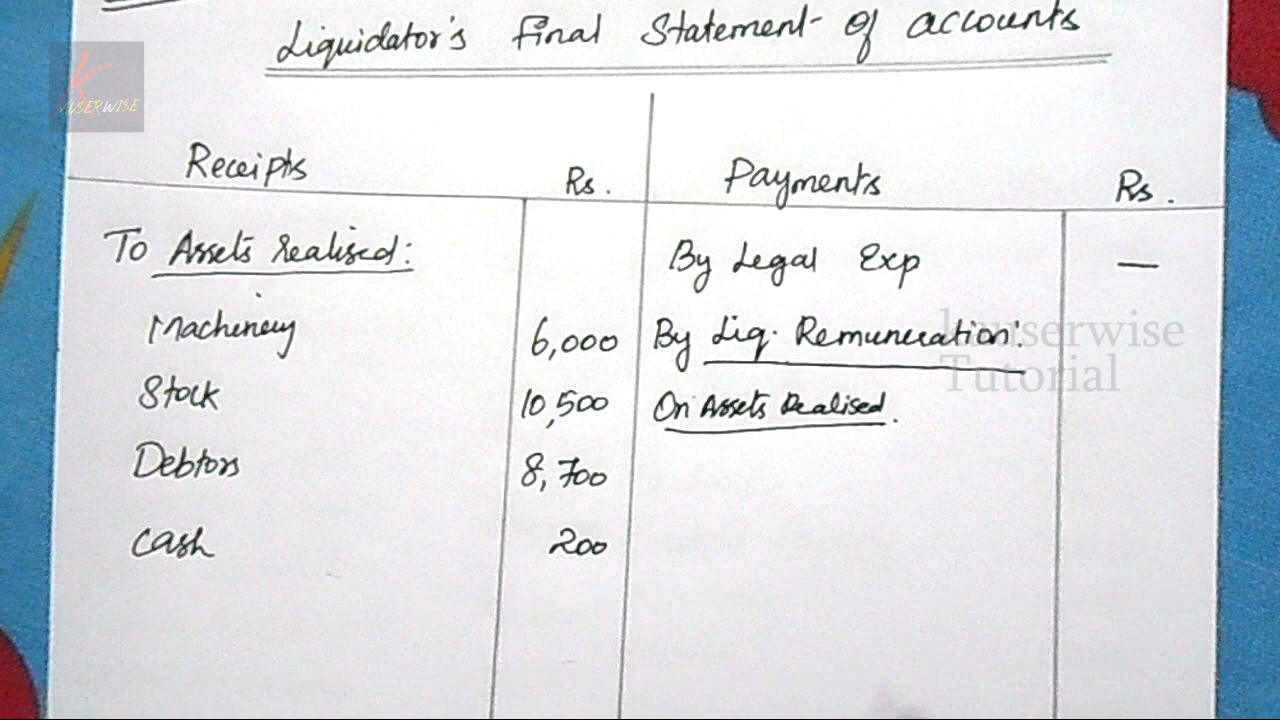 Liquidator's Final Statement of accounts
K
KAUSERWISE
Receipts Rs. Payments Rs.
To Assets realised: By Legal Exp —
Machinery 6,000 By Liq. Remuneration:
Stock 10,500 On Assets Realised.
Debtors 8,700
Cash 200
kauserwise
Tutorial